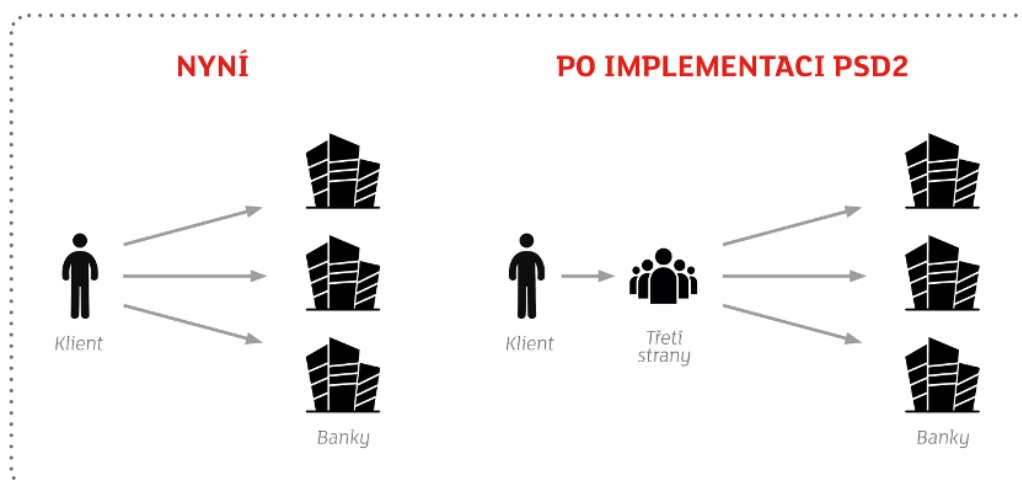 NYNÍ
PO IMPLEMENTACI PSD2
Klient
Banky
Klient
Třetí
strany
Banky